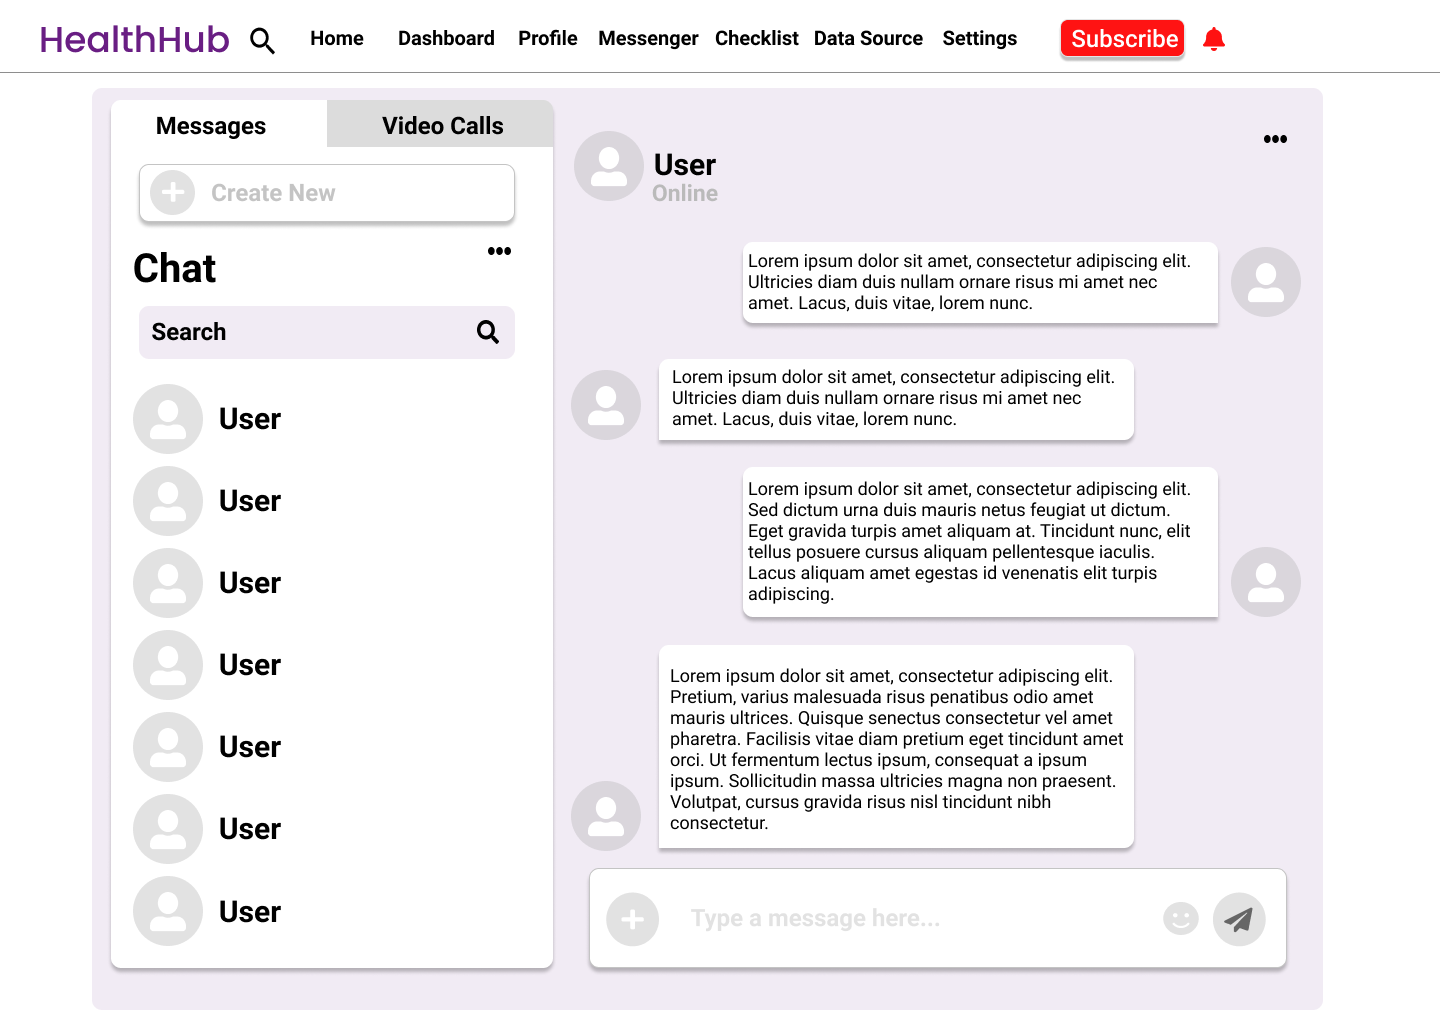 HealthHub
Home Dashboard Profile Messenger Checklist Data Source Settings
Subscribe
Messages
Video Calls
Create New
Chat
Search
User
User
User
User
User
User
User
User
Online
Lorem ipsum dolor sit amet, consectetur adipiscing elit.
Ultricies diam duis nullam ornare risus mi amet nec
amet. Lacus, duis vitae, lorem nunc.
Lorem ipsum dolor sit amet, consectetur adipiscing elit.
Ultricies diam duis nullam ornare risus mi amet nec
amet. Lacus, duis vitae, lorem nunc.
Lorem ipsum dolor sit amet, consectetur adipiscing elit.
Sed dictum urna duis mauris netus feugiat ut dictum.
Eget gravida turpis amet aliquam at. Tincidunt nunc, elit
tellus posuere cursus aliquam pellentesque iaculis.
Lacus aliquam amet egestas id venenatis elit turpis
adipiscing.
Lorem ipsum dolor sit amet, consectetur adipiscing elit.
Pretium, varius malesuada risus penatibus odio amet
mauris ultrices. Quisque senectus consectetur vel amet
pharetra. Facilisis vitae diam pretium eget tincidunt amet
orci. Ut fermentum lectus ipsum, consequat a ipsum
ipsum. Sollicitudin massa ultricies magna non praesent.
Volutpat, cursus gravida risus nisl tincidunt nibh
consectetur.
Type a message here...